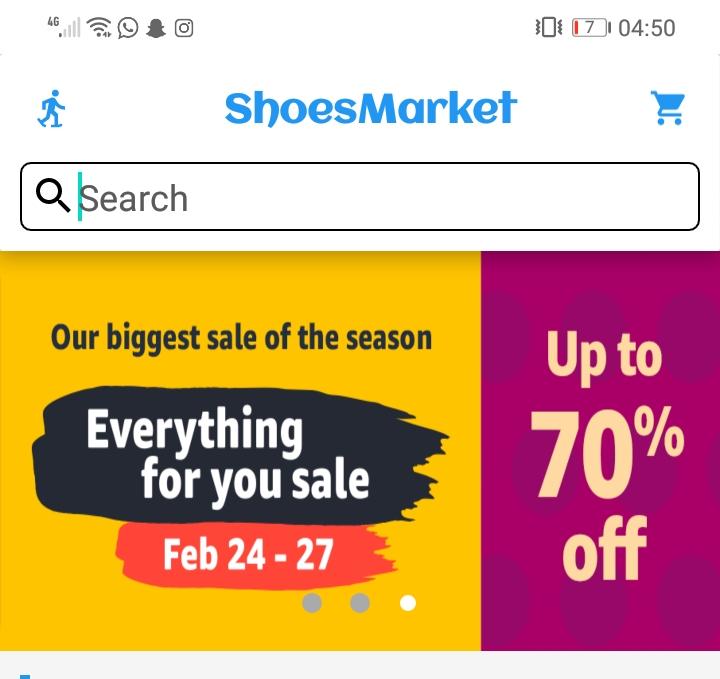 4G 7 04:50
ShoesMarket
Search
Our biggest sale of the season
Everything
for you sale
Feb 24 - 27
Up to
70%
off